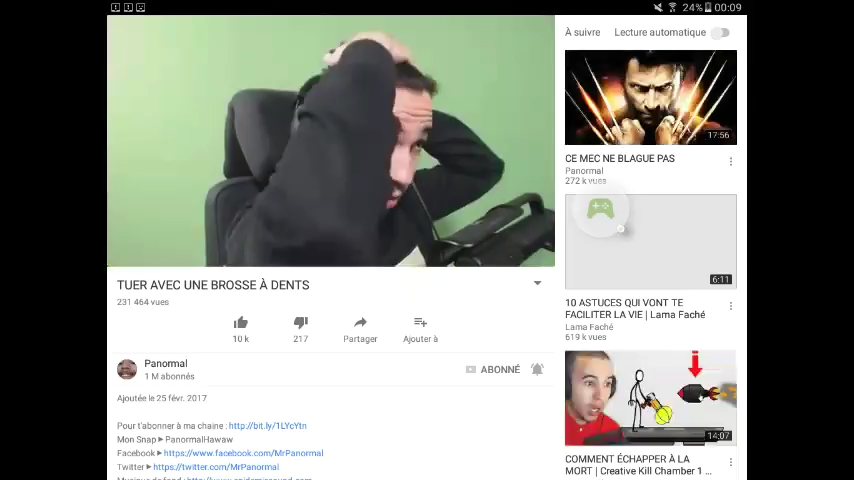 24% 00:09
À suivre Lecture automatique
17:56
CE MEC NE BLAGUE PAS
Panormal
272 k vues
6:11
10 ASTUCES QUI VONT TE
FACILITER LA VIE | Lama Faché
Lama Faché
619 k vues
14:07
COMMENT ÉCHAPPER À LA
MORT | Creative Kill Chamber 1 ...
TUER AVEC UNE BROSSE À DENTS
231 464 vues
10 k 217 Partager Ajouter à
Panormal
1 M abonnés
ABONNÉ
Ajoutée le 25 févr. 2017
Pour t'abonner à ma chaine : http://bit.ly/1LYcYtn
Mon Snap ► PanormalHawaw
Facebook ► https://www.facebook.com/MrPanormal
Twitter ► https://twitter.com/MrPanormal